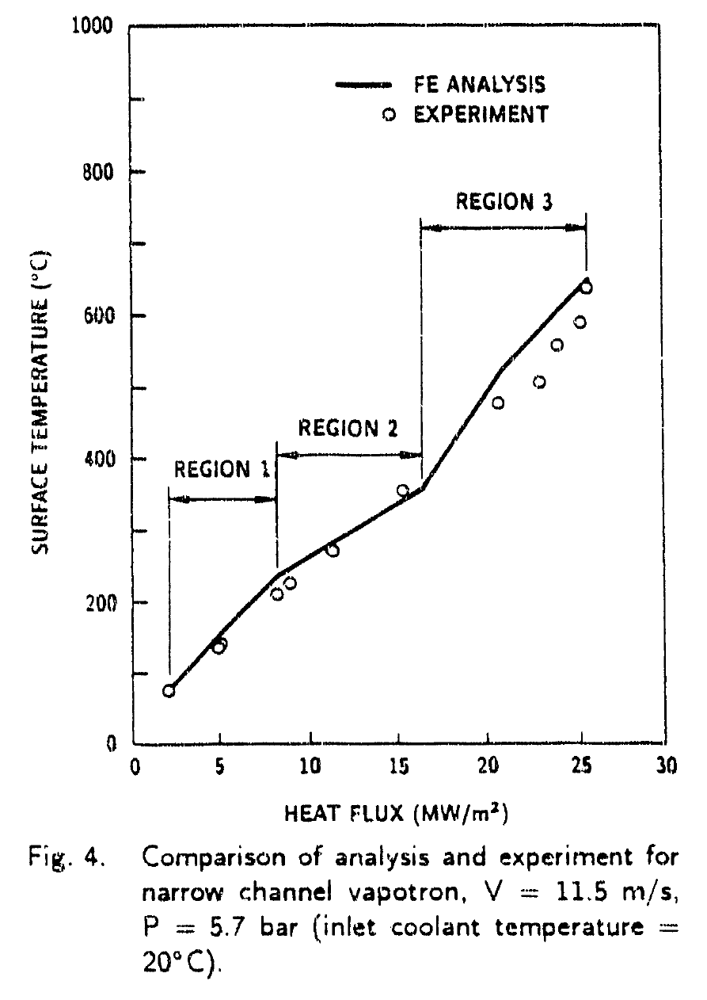 1000
FE ANALYSIS
EXPERIMENT
800
REGION 3
600
REGION 2
400
REGION 1
200
0
SURFACE TEMPERATURE (°C)
0 5 10 15 20 25 30
HEAT FLUX (MW/m²)
Fig. 4. Comparison of analysis and experiment for
narrow channel vapotron, V = 11.5 m/s,
P = 5.7 bar (inlet coolant temperature =
20°C).